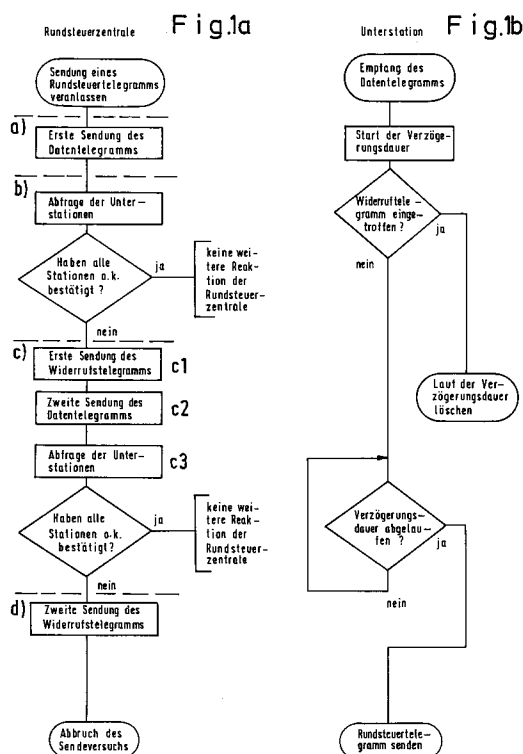 Rundsteuerzentrale
Fig.1a
Sendung eines
Rundsteuertelegramms
veranlassen
a)
Erste Sendung des
Datentelegramms
b)
Abfrage der Unter-
stationen
Haben alle
Stationen o.k.
bestätigt ?
ja
keine wei-
tere Reak-
tion der
Rundsteuer-
zentrale
nein
c)
Erste Sendung des
Widerrufstelegramms
c1
Zweite Sendung des
Datentelegramms
c2
Abfrage der Unter-
stationen
c3
Haben alle
Stationen o.k.
bestätigt?
ja
keine wei-
tere Reak-
tion der
Rundsteuer-
zentrale
nein
d)
Zweite Sendung des
Widerrufstelegramms
Abbruch des
Sendeversuchs
Unterstation
Fig.1b
Empfang des
Datentelegramms
Start der Verzöge-
rungsdauer
Widerruftele-
gramm einge-
troffen ?
ja
nein
Lauf der Ver-
zögerungsdauer
löschen
Verzögerungs-
dauer abgelau-
fen ?
ja
nein
Rundsteuertele-
gramm senden